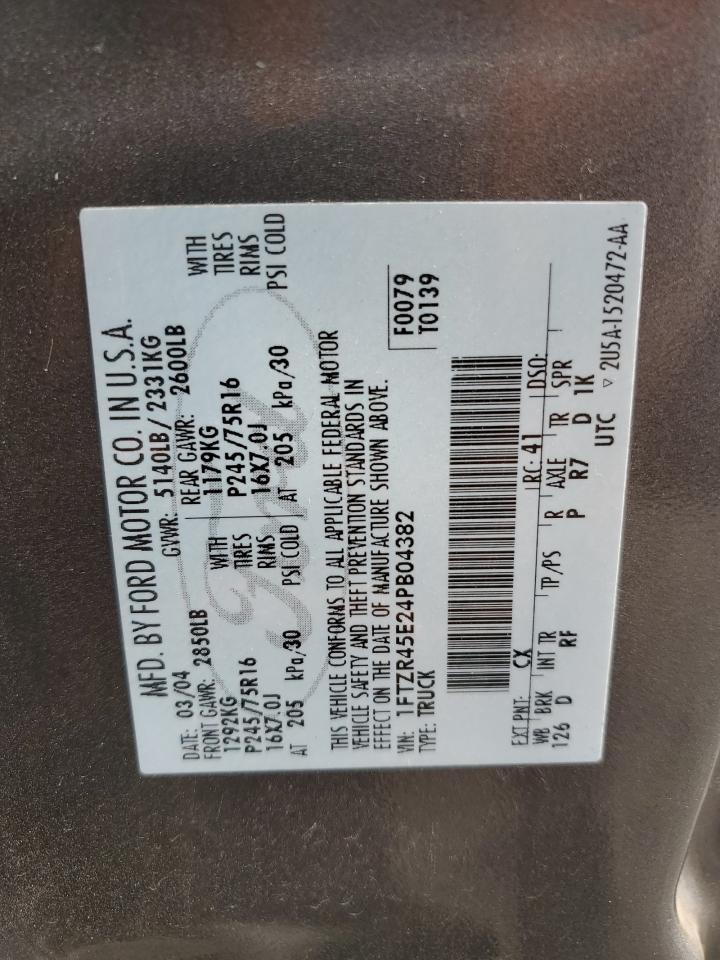 MFD. BY FORD MOTOR CO. IN U.S.A.
DATE: 03/04 GVWR: 5140LB/2331KG
FRONT GAWR: 2850LB REAR GAWR: 2600LB
1292KG WITH 1179KG WITH
P245/75R16 TIRES P245/75R16 TIRES
16X7.0J RIMS 16X7.0J RIMS
AT 205 kPa/30 PSI COLD AT 205 kPa/30 PSI COLD
THIS VEHICLE CONFORMS TO ALL APPLICABLE FEDERAL MOTOR
VEHICLE SAFETY AND THEFT PREVENTION STANDARDS IN
EFFECT ON THE DATE OF MANUFACTURE SHOWN ABOVE.
VIN: 1FTZR45E24PB04382 F0079
TYPE: TRUCK T0139
EXT PNT: CX RC: 41 DSO:
WB BRK INT TR TP/PS R AXLE TR SPR
126 D RF P R7 D 1K
UTC ▽ 2U5A-1520472-AA
Ford